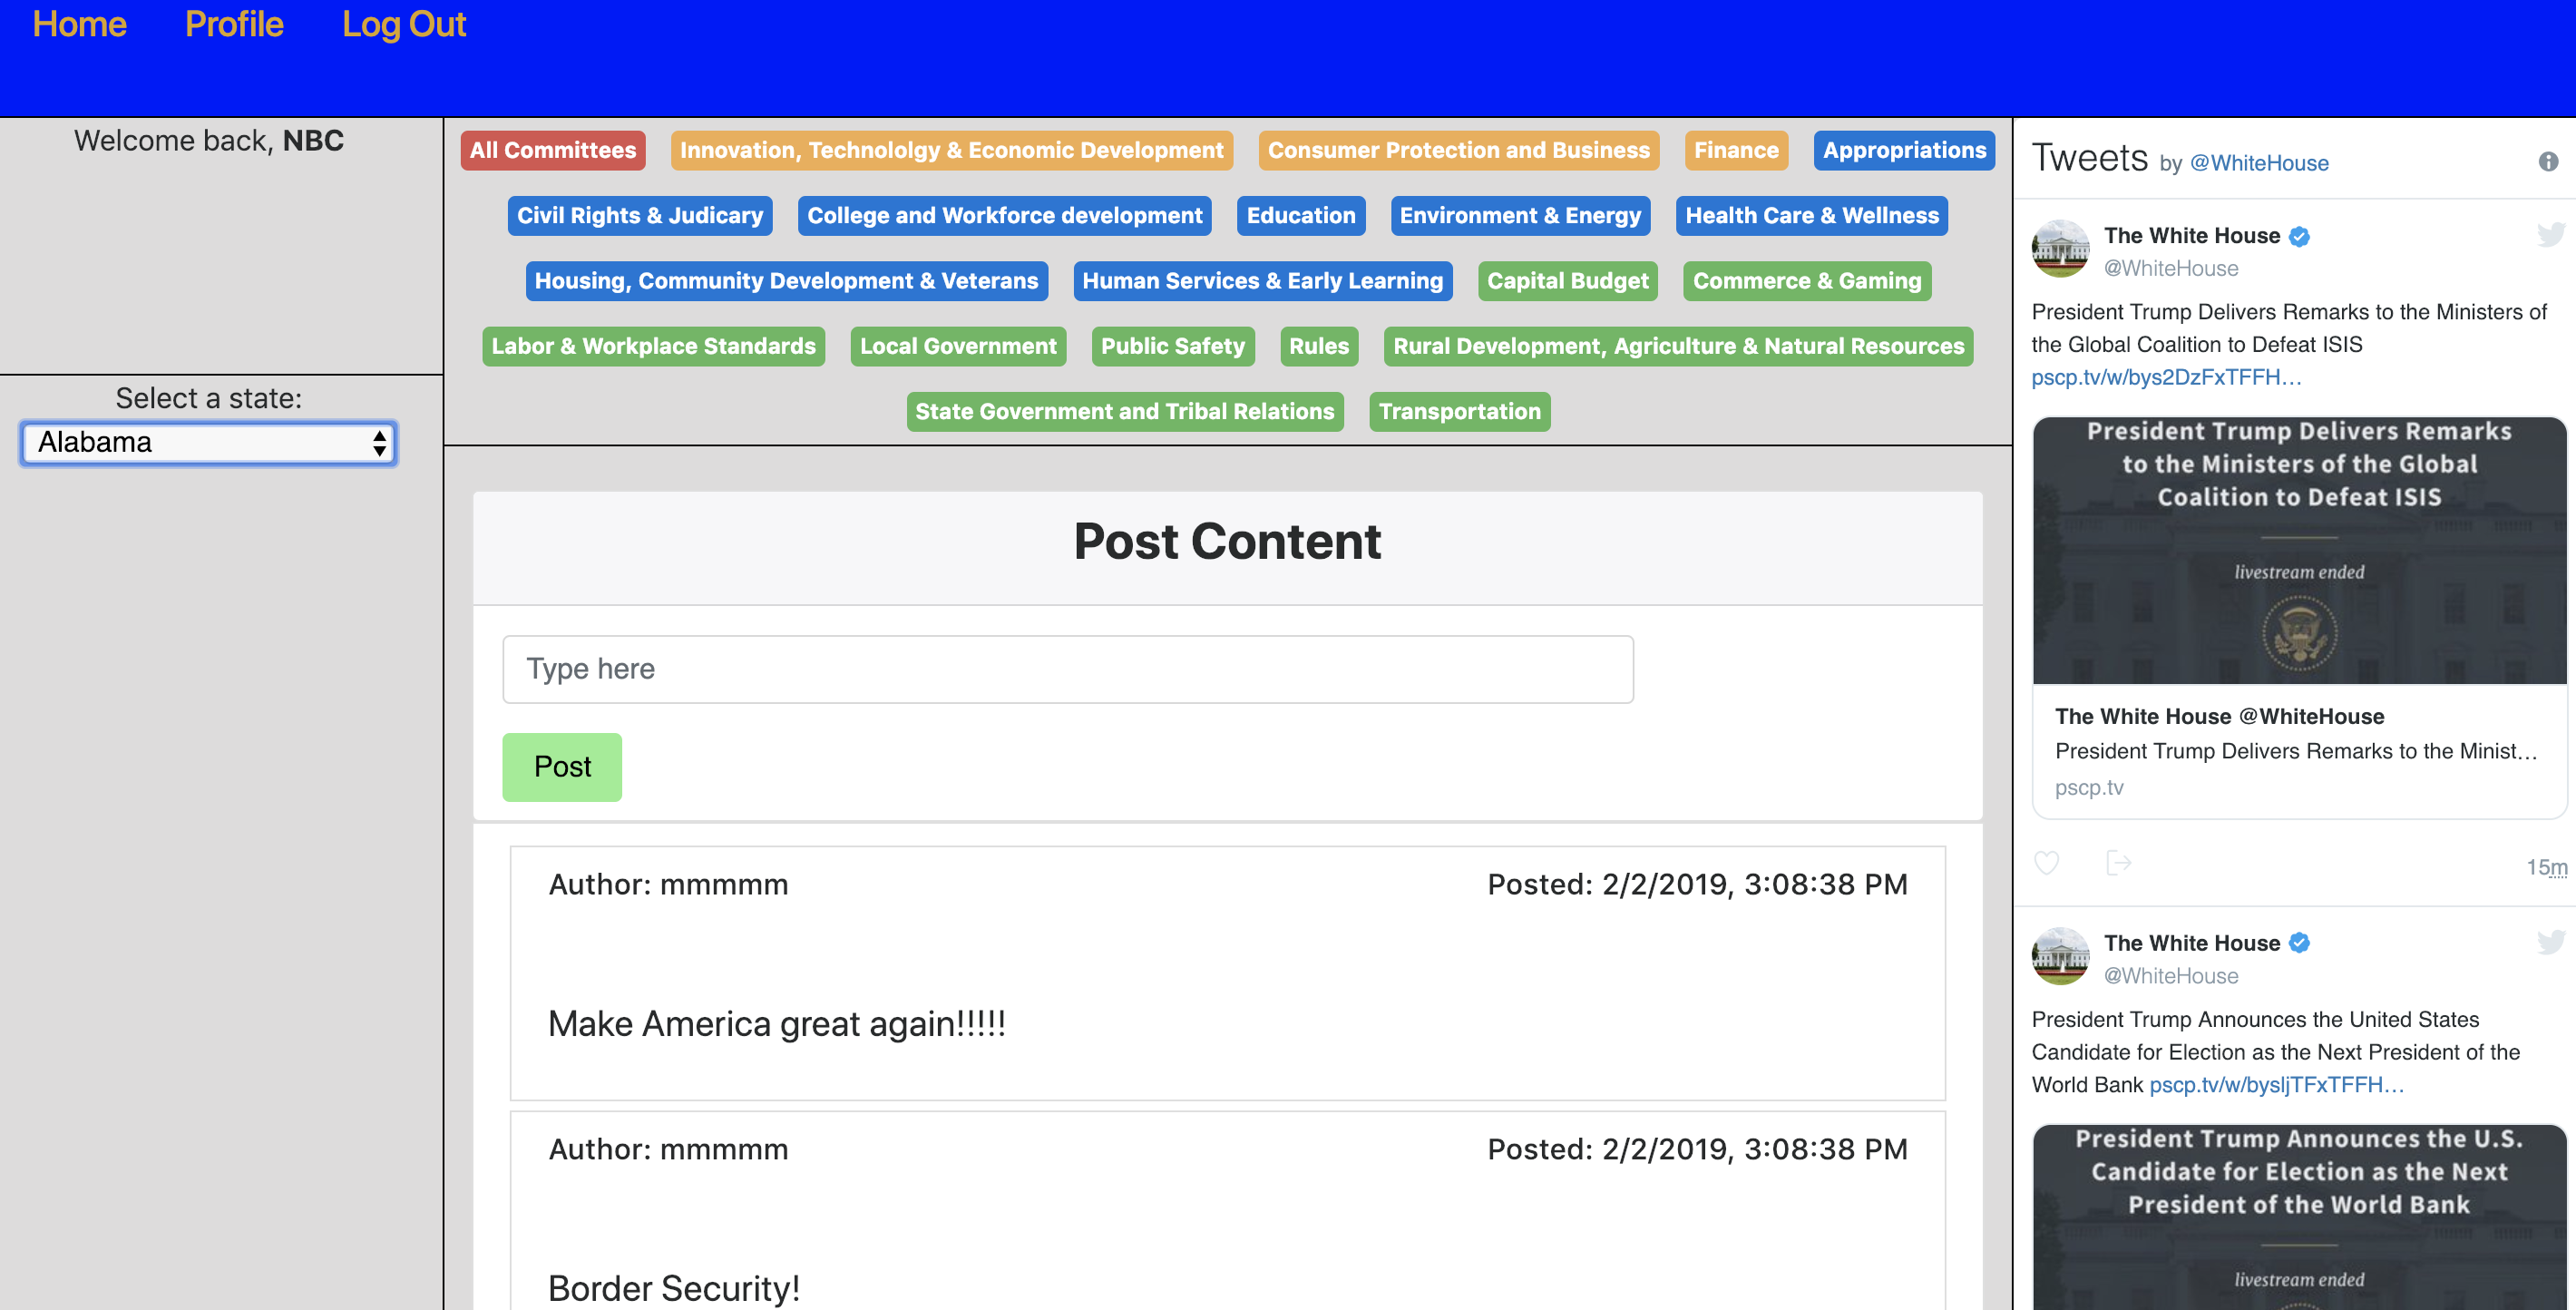 Home Profile Log Out
Welcome back, NBC
Select a state:
Alabama
All Committees Innovation, Technololgy & Economic Development Consumer Protection and Business Finance Appropriations
Civil Rights & Judicary College and Workforce development Education Environment & Energy Health Care & Wellness
Housing, Community Development & Veterans Human Services & Early Learning Capital Budget Commerce & Gaming
Labor & Workplace Standards Local Government Public Safety Rules Rural Development, Agriculture & Natural Resources
State Government and Tribal Relations Transportation
Post Content
Type here
Post
Author: mmmmm Posted: 2/2/2019, 3:08:38 PM
Make America great again!!!!!
Author: mmmmm Posted: 2/2/2019, 3:08:38 PM
Border Security!
Tweets by @WhiteHouse
The White House
@WhiteHouse
President Trump Delivers Remarks to the Ministers of
the Global Coalition to Defeat ISIS
pscp.tv/w/bys2DzFxTFFH…
President Trump Delivers Remarks
to the Ministers of the Global
Coalition to Defeat ISIS
livestream ended
The White House @WhiteHouse
President Trump Delivers Remarks to the Minist…
pscp.tv
15m
The White House
@WhiteHouse
President Trump Announces the United States
Candidate for Election as the Next President of the
World Bank pscp.tv/w/bysljTFxTFFH…
President Trump Announces the U.S.
Candidate for Election as the Next
President of the World Bank
livestream ended